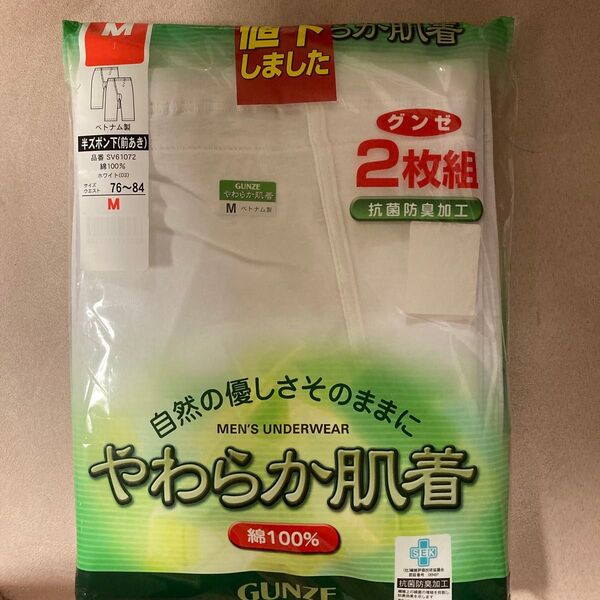 M
値下
しました
らか肌着
ベトナム製
半ズボン下(前あき)
品番 SV61072
綿100%
ホワイト(03)
サイズ
ウエスト 76～84
M
GUNZE
やわらか肌着
M ベトナム製
グンゼ
2枚組
抗菌防臭加工
自然の優しさそのままに
MEN'S UNDERWEAR
やわらか肌着
綿100%
SEK
抗菌防臭加工
GUNZE